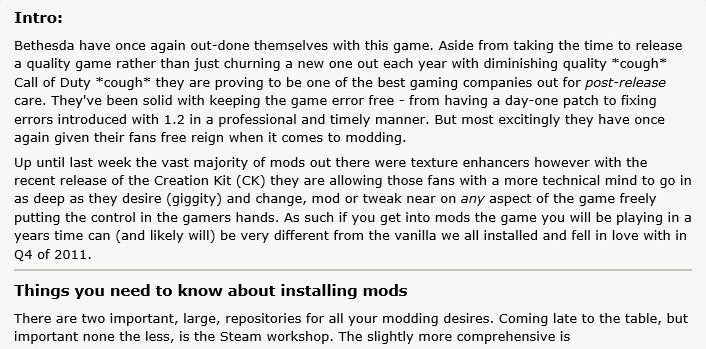 Intro:
Bethesda have once again out-done themselves with this game. Aside from taking the time to release
a quality game rather than just churning a new one out each year with diminishing quality *cough*
Call of Duty *cough* they are proving to be one of the best gaming companies out for post-release
care. They've been solid with keeping the game error free - from having a day-one patch to fixing
errors introduced with 1.2 in a professional and timely manner. But most excitingly they have once
again given their fans free reign when it comes to modding.
Up until last week the vast majority of mods out there were texture enhancers however with the
recent release of the Creation Kit (CK) they are allowing those fans with a more technical mind to go in
as deep as they desire (giggity) and change, mod or tweak near on any aspect of the game freely
putting the control in the gamers hands. As such if you get into mods the game you will be playing in a
years time can (and likely will) be very different from the vanilla we all installed and fell in love with in
Q4 of 2011.
Things you need to know about installing mods
There are two important, large, repositories for all your modding desires. Coming late to the table, but
important none the less, is the Steam workshop. The slightly more comprehensive is